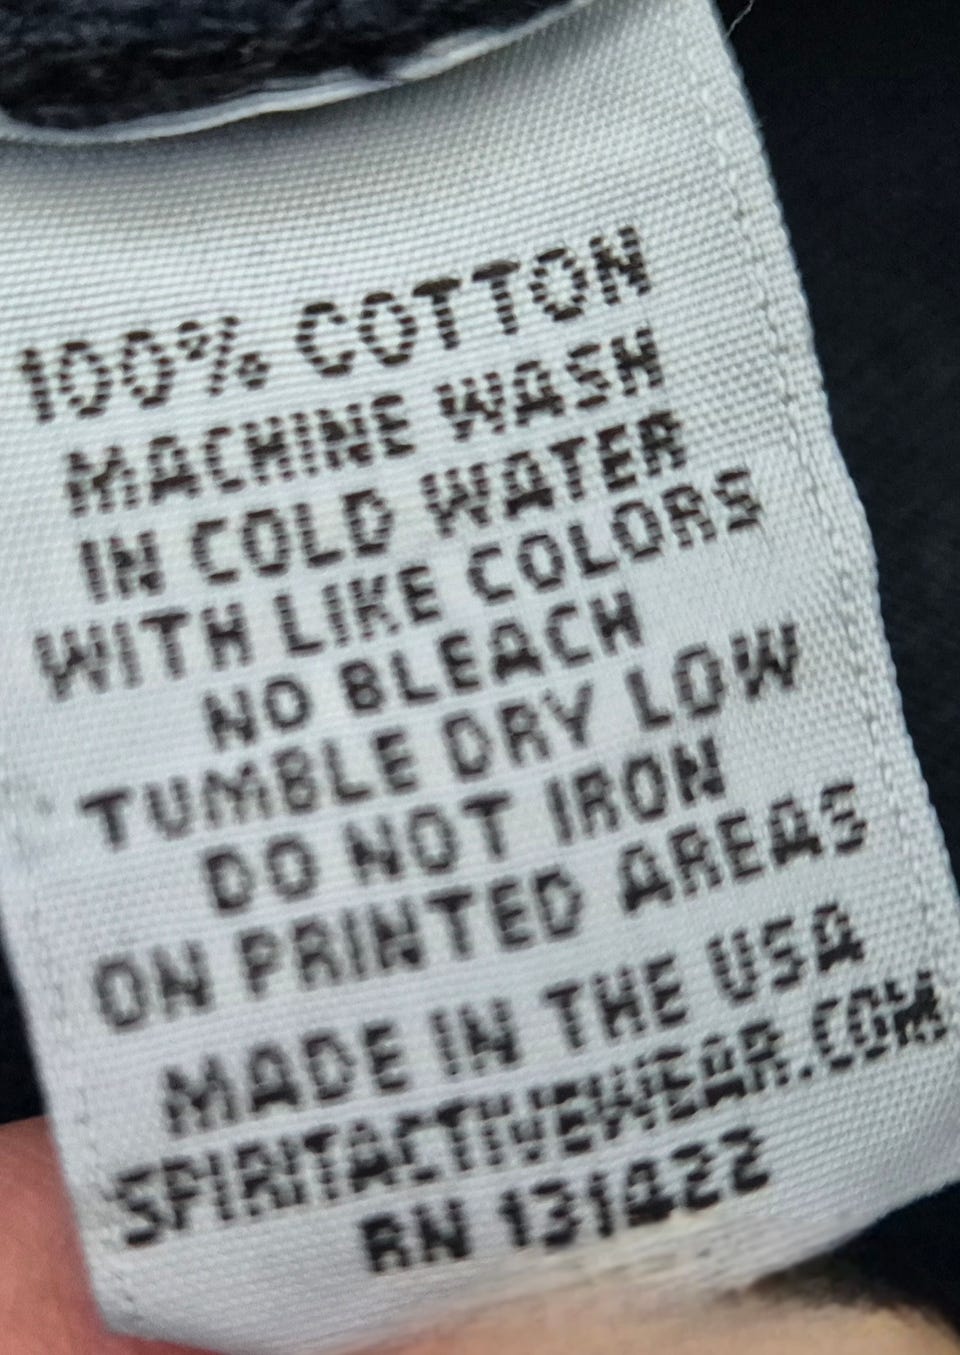 100% COTTON
MACHINE WASH
IN COLD WATER
WITH LIKE COLORS
NO BLEACH
TUMBLE DRY LOW
DO NOT IRON
ON PRINTED AREAS
MADE IN THE USA
SPIRITACTIVEWEAR.COM
RN 131422